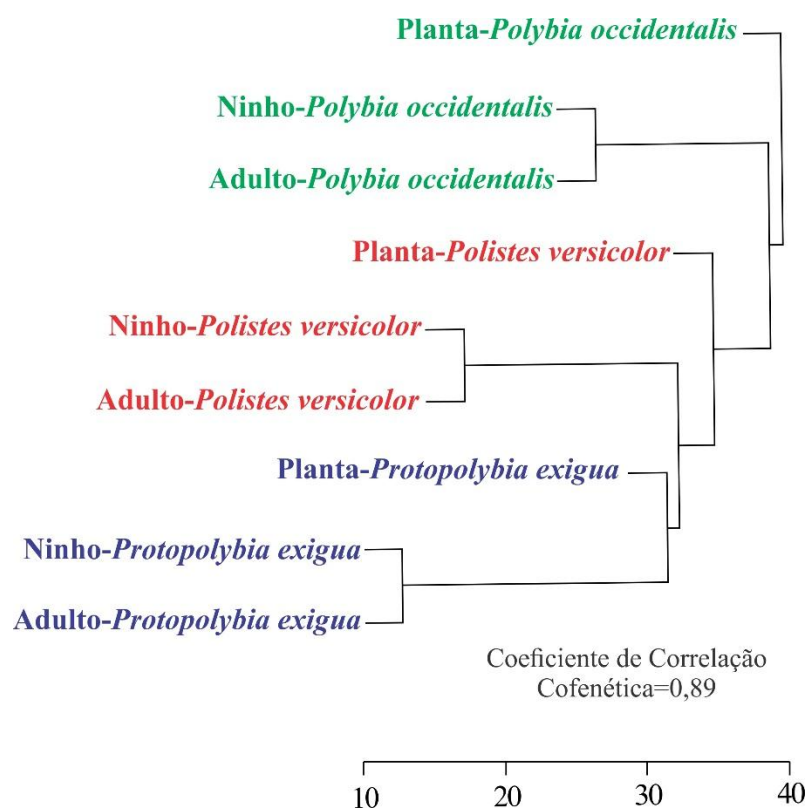 Planta-Polybia occidentalis
Ninho-Polybia occidentalis
Adulto-Polybia occidentalis
Planta-Polistes versicolor
Ninho-Polistes versicolor
Adulto-Polistes versicolor
Planta-Protopolybia exigua
Ninho-Protopolybia exigua
Adulto-Protopolybia exigua
Coeficiente de Correlação
Cofenética=0,89
10 20 30 40